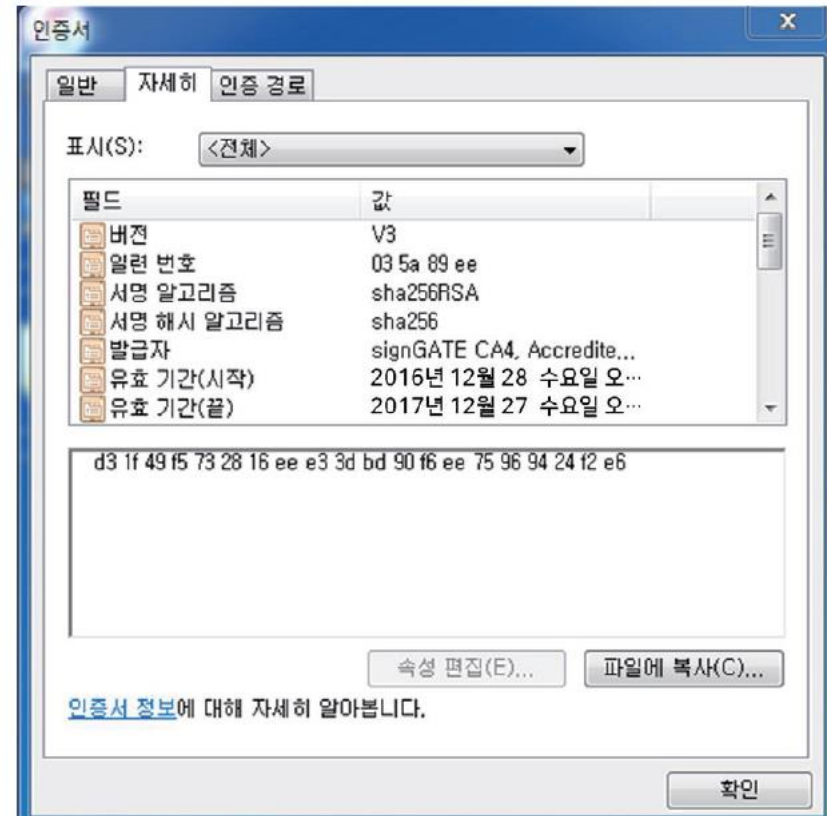 인증서
일반 자세히 인증 경로
표시(S): <전체>
필드 값
버전 V3
일련 번호 03 5a 89 ee
서명 알고리즘 sha256RSA
서명 해시 알고리즘 sha256
발급자 signGATE CA4, Accredite...
유효 기간(시작) 2016년 12월 28 수요일 오...
유효 기간(끝) 2017년 12월 27 수요일 오...
d3 1f 49 f5 73 28 16 ee e3 3d bd 90 f6 ee 75 96 94 24 f2 e6
속성 편집(E)... 파일에 복사(C)...
인증서 정보에 대해 자세히 알아봅니다.
확인